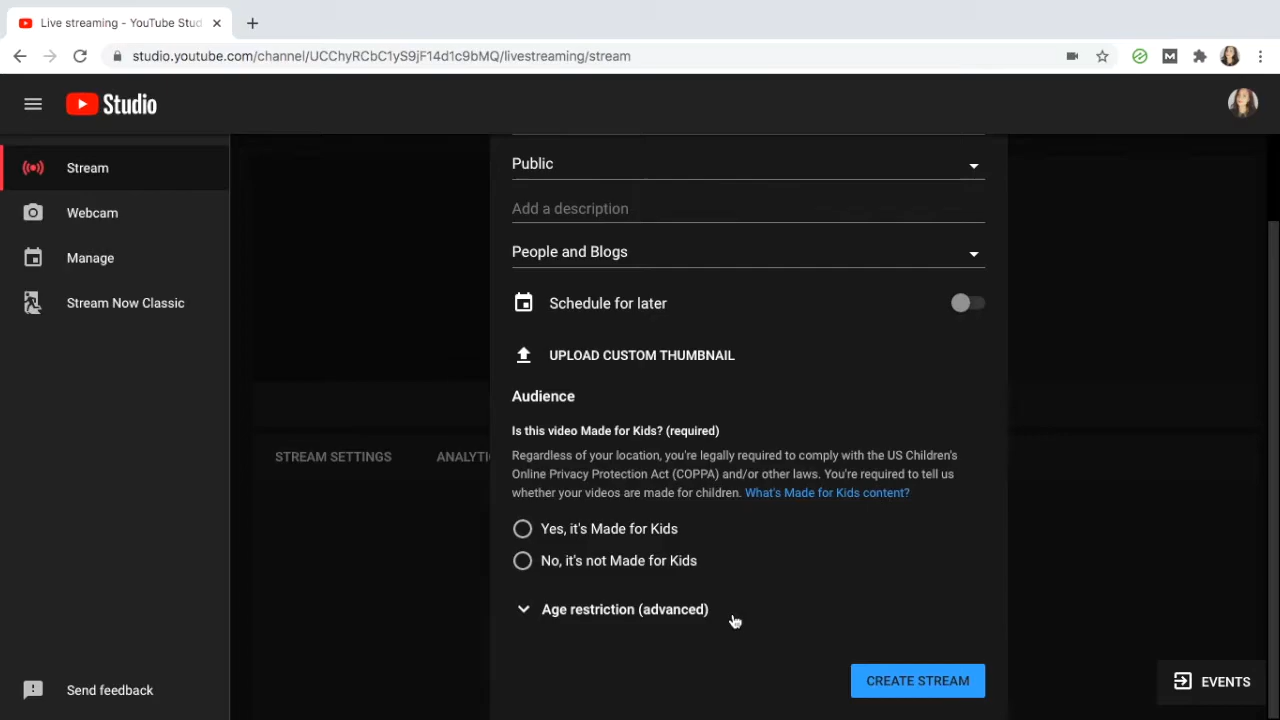 Live streaming - YouTube Stud
studio.youtube.com/channel/UCChyRCbC1yS9jF14d1c9bMQ/livestreaming/stream
Studio
Stream
Webcam
Manage
Stream Now Classic
Send feedback
STREAM SETTINGS
ANALYTI
Public
Add a description
People and Blogs
Schedule for later
UPLOAD CUSTOM THUMBNAIL
Audience
Is this video Made for Kids? (required)
Regardless of your location, you're legally required to comply with the US Children's
Online Privacy Protection Act (COPPA) and/or other laws. You're required to tell us
whether your videos are made for children. What's Made for Kids content?
Yes, it's Made for Kids
No, it's not Made for Kids
Age restriction (advanced)
CREATE STREAM
EVENTS